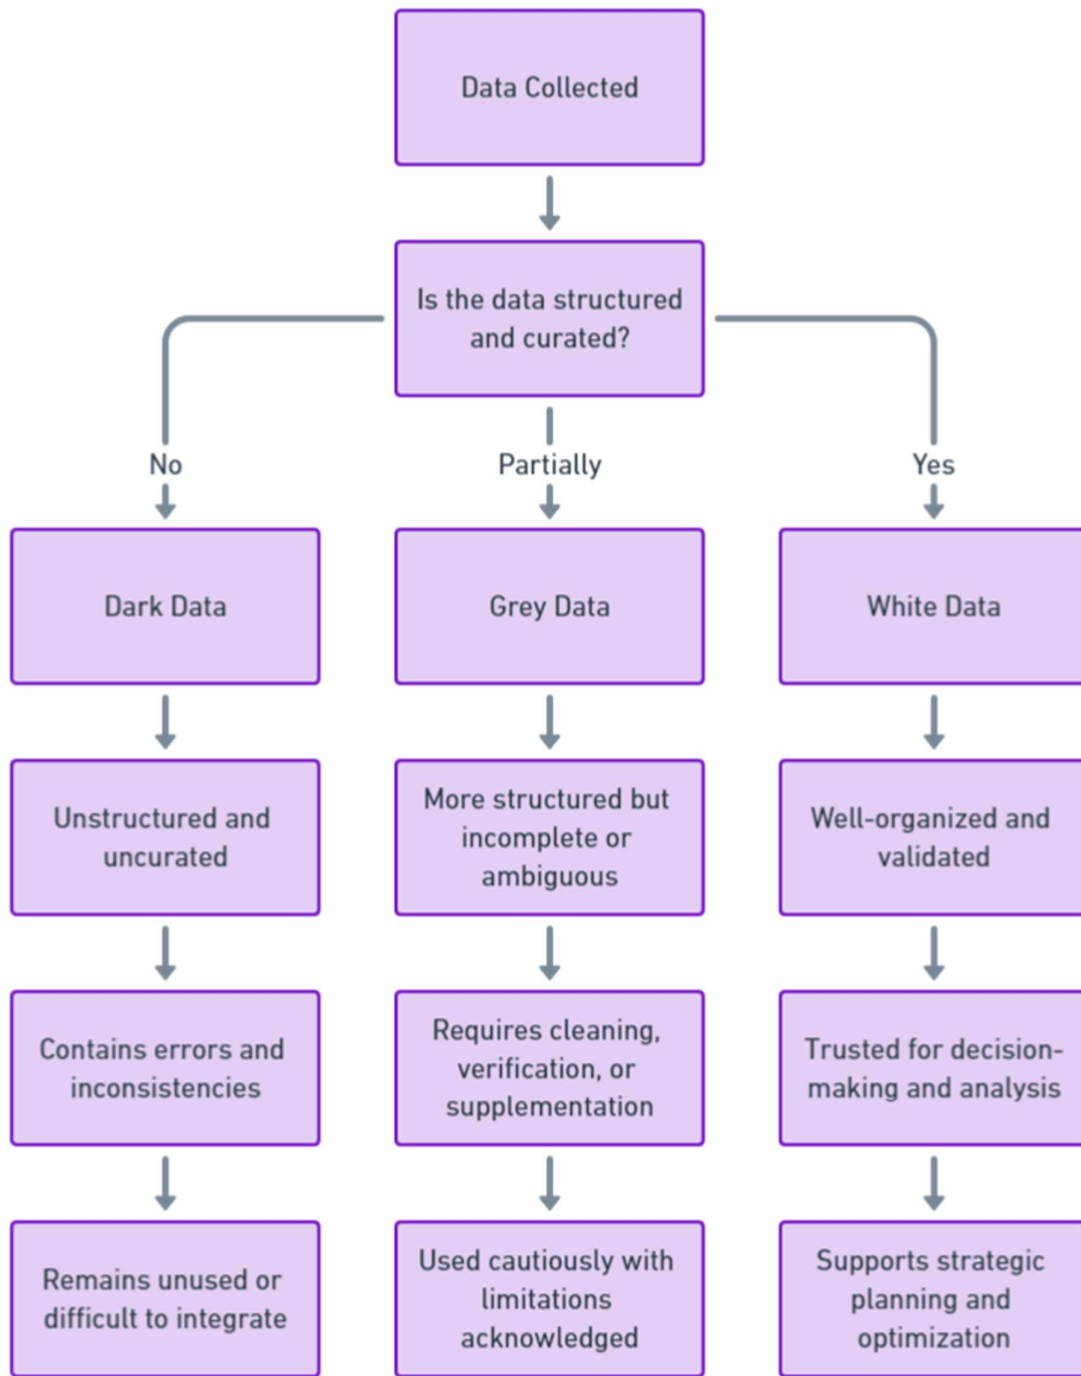 Data Collected
Is the data structured
and curated?
No
Partially
Yes
Dark Data
Grey Data
White Data
Unstructured and
uncurated
More structured but
incomplete or
ambiguous
Well-organized and
validated
Contains errors and
inconsistencies
Requires cleaning,
verification, or
supplementation
Trusted for decision-
making and analysis
Remains unused or
difficult to integrate
Used cautiously with
limitations
acknowledged
Supports strategic
planning and
optimization